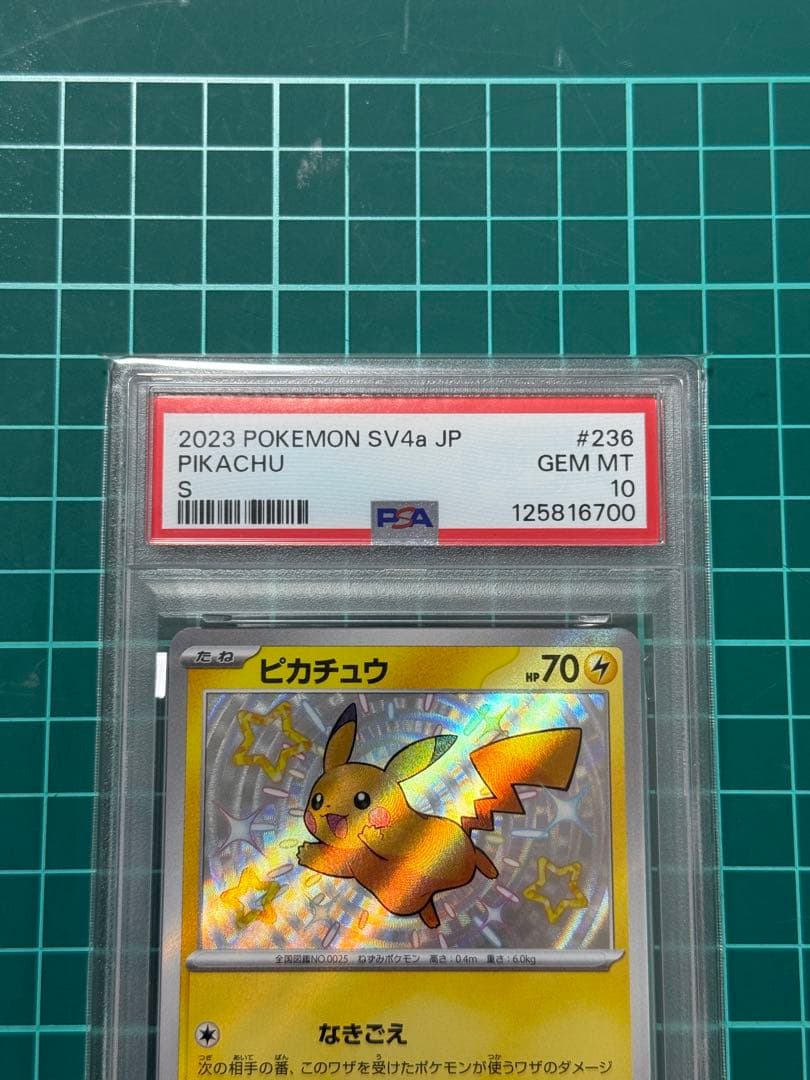 2023 POKEMON SV4a JP #236
PIKACHU GEM MT
S 10
PSA 125816700
たね ピカチュウ HP 70
全国図鑑NO.0025 ねずみポケモン 高さ:0.4m 重さ:6.0kg
なきごえ
次の相手の番、このワザを受けたポケモンが使うワザのダメージ